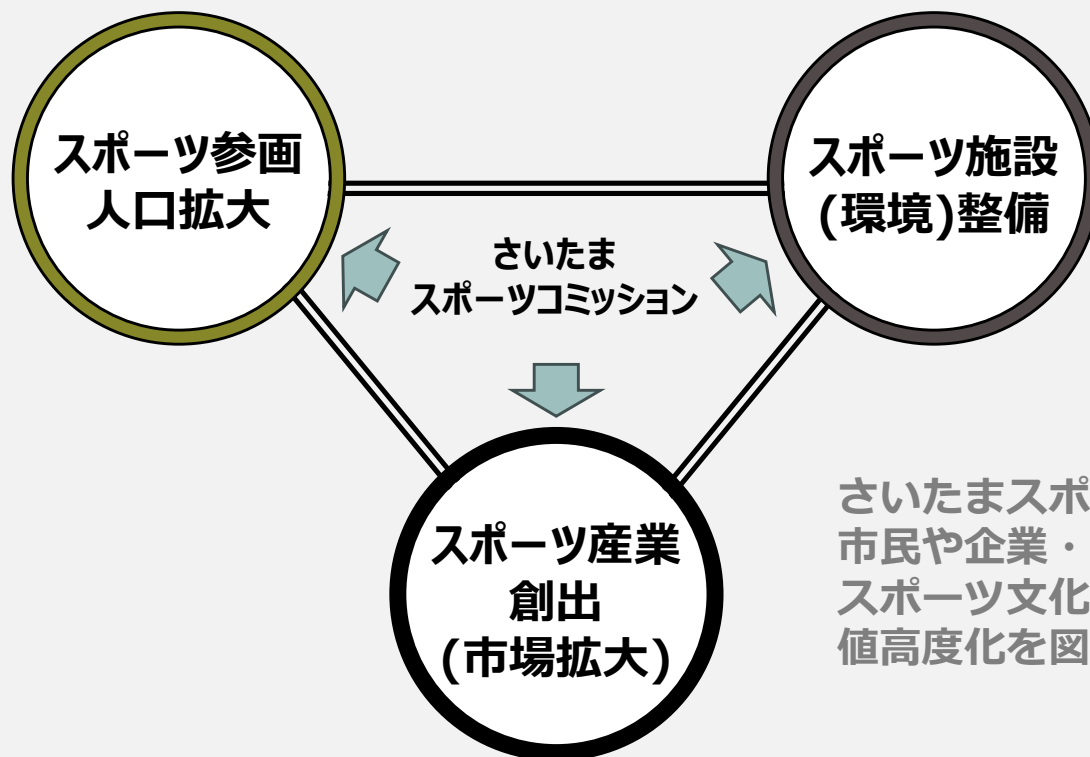 スポーツ参画
人口拡大
スポーツ施設
(環境)整備
さいたま
スポーツコミッション
スポーツ産業
創出
(市場拡大)
さいたまスポ
市民や企業・
スポーツ文化
値高度化を図